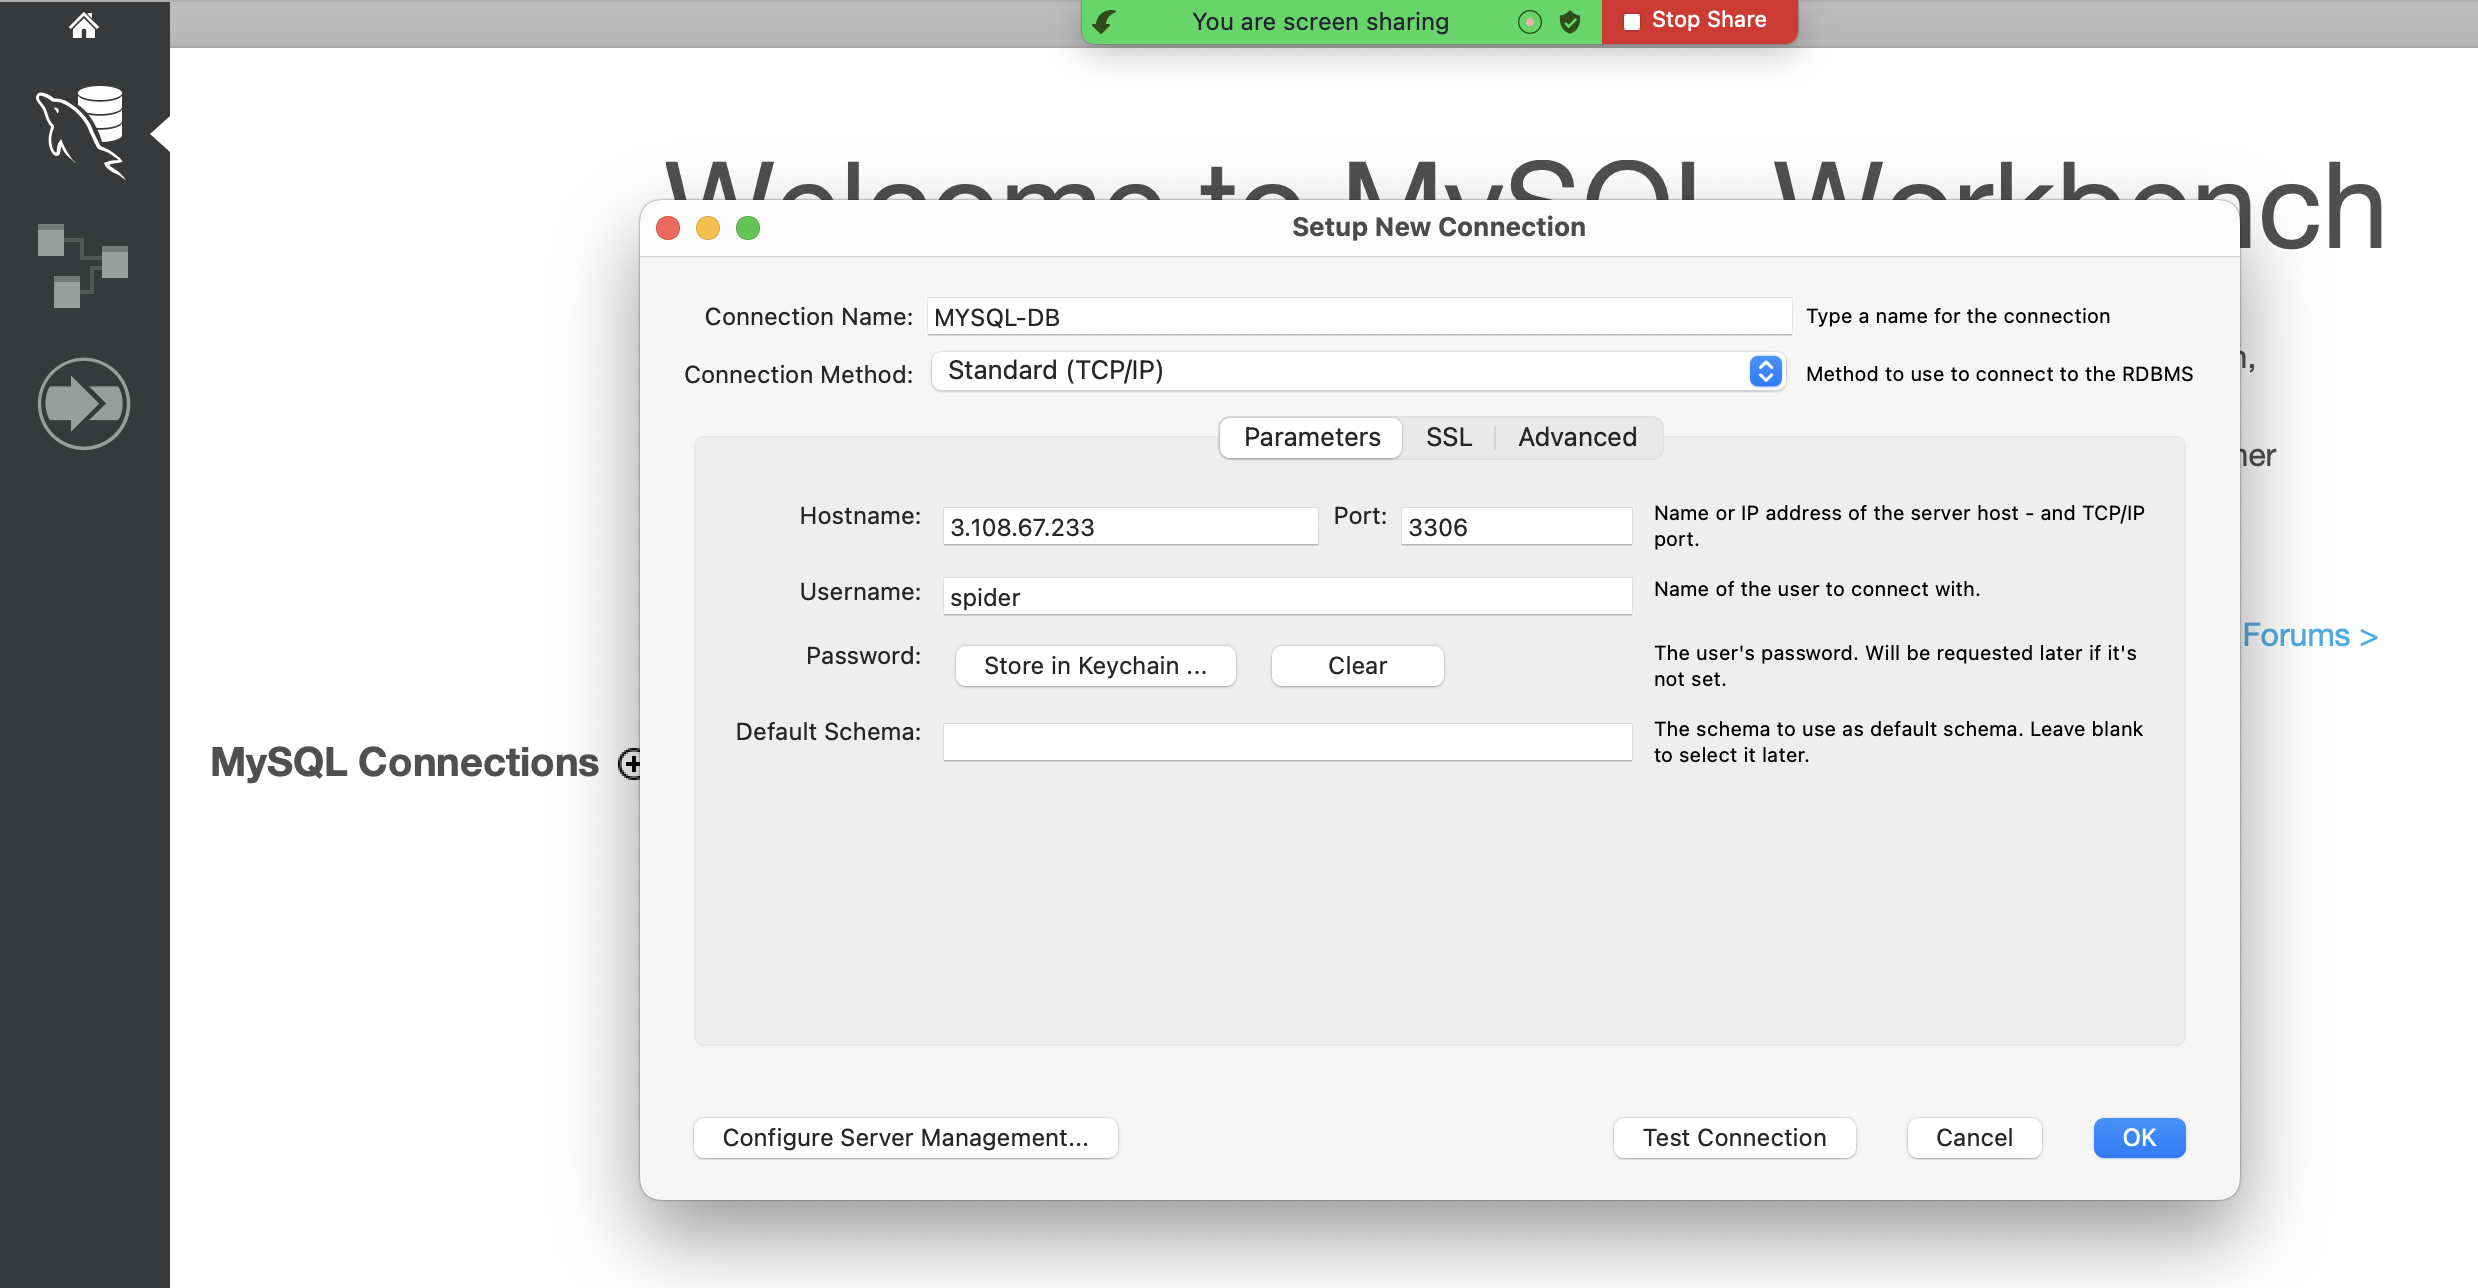 You are screen sharing
Stop Share
Welcome to MySQL Workbench
Setup New Connection
Connection Name: MYSQL-DB Type a name for the connection
Connection Method: Standard (TCP/IP) Method to use to connect to the RDBMS
Parameters SSL Advanced
Hostname: 3.108.67.233 Port: 3306 Name or IP address of the server host - and TCP/IP
port.
Username: spider Name of the user to connect with.
Forums >
Password: Store in Keychain ... Clear The user's password. Will be requested later if it's
not set.
Default Schema: The schema to use as default schema. Leave blank
to select it later.
MySQL Connections
Configure Server Management... Test Connection Cancel OK